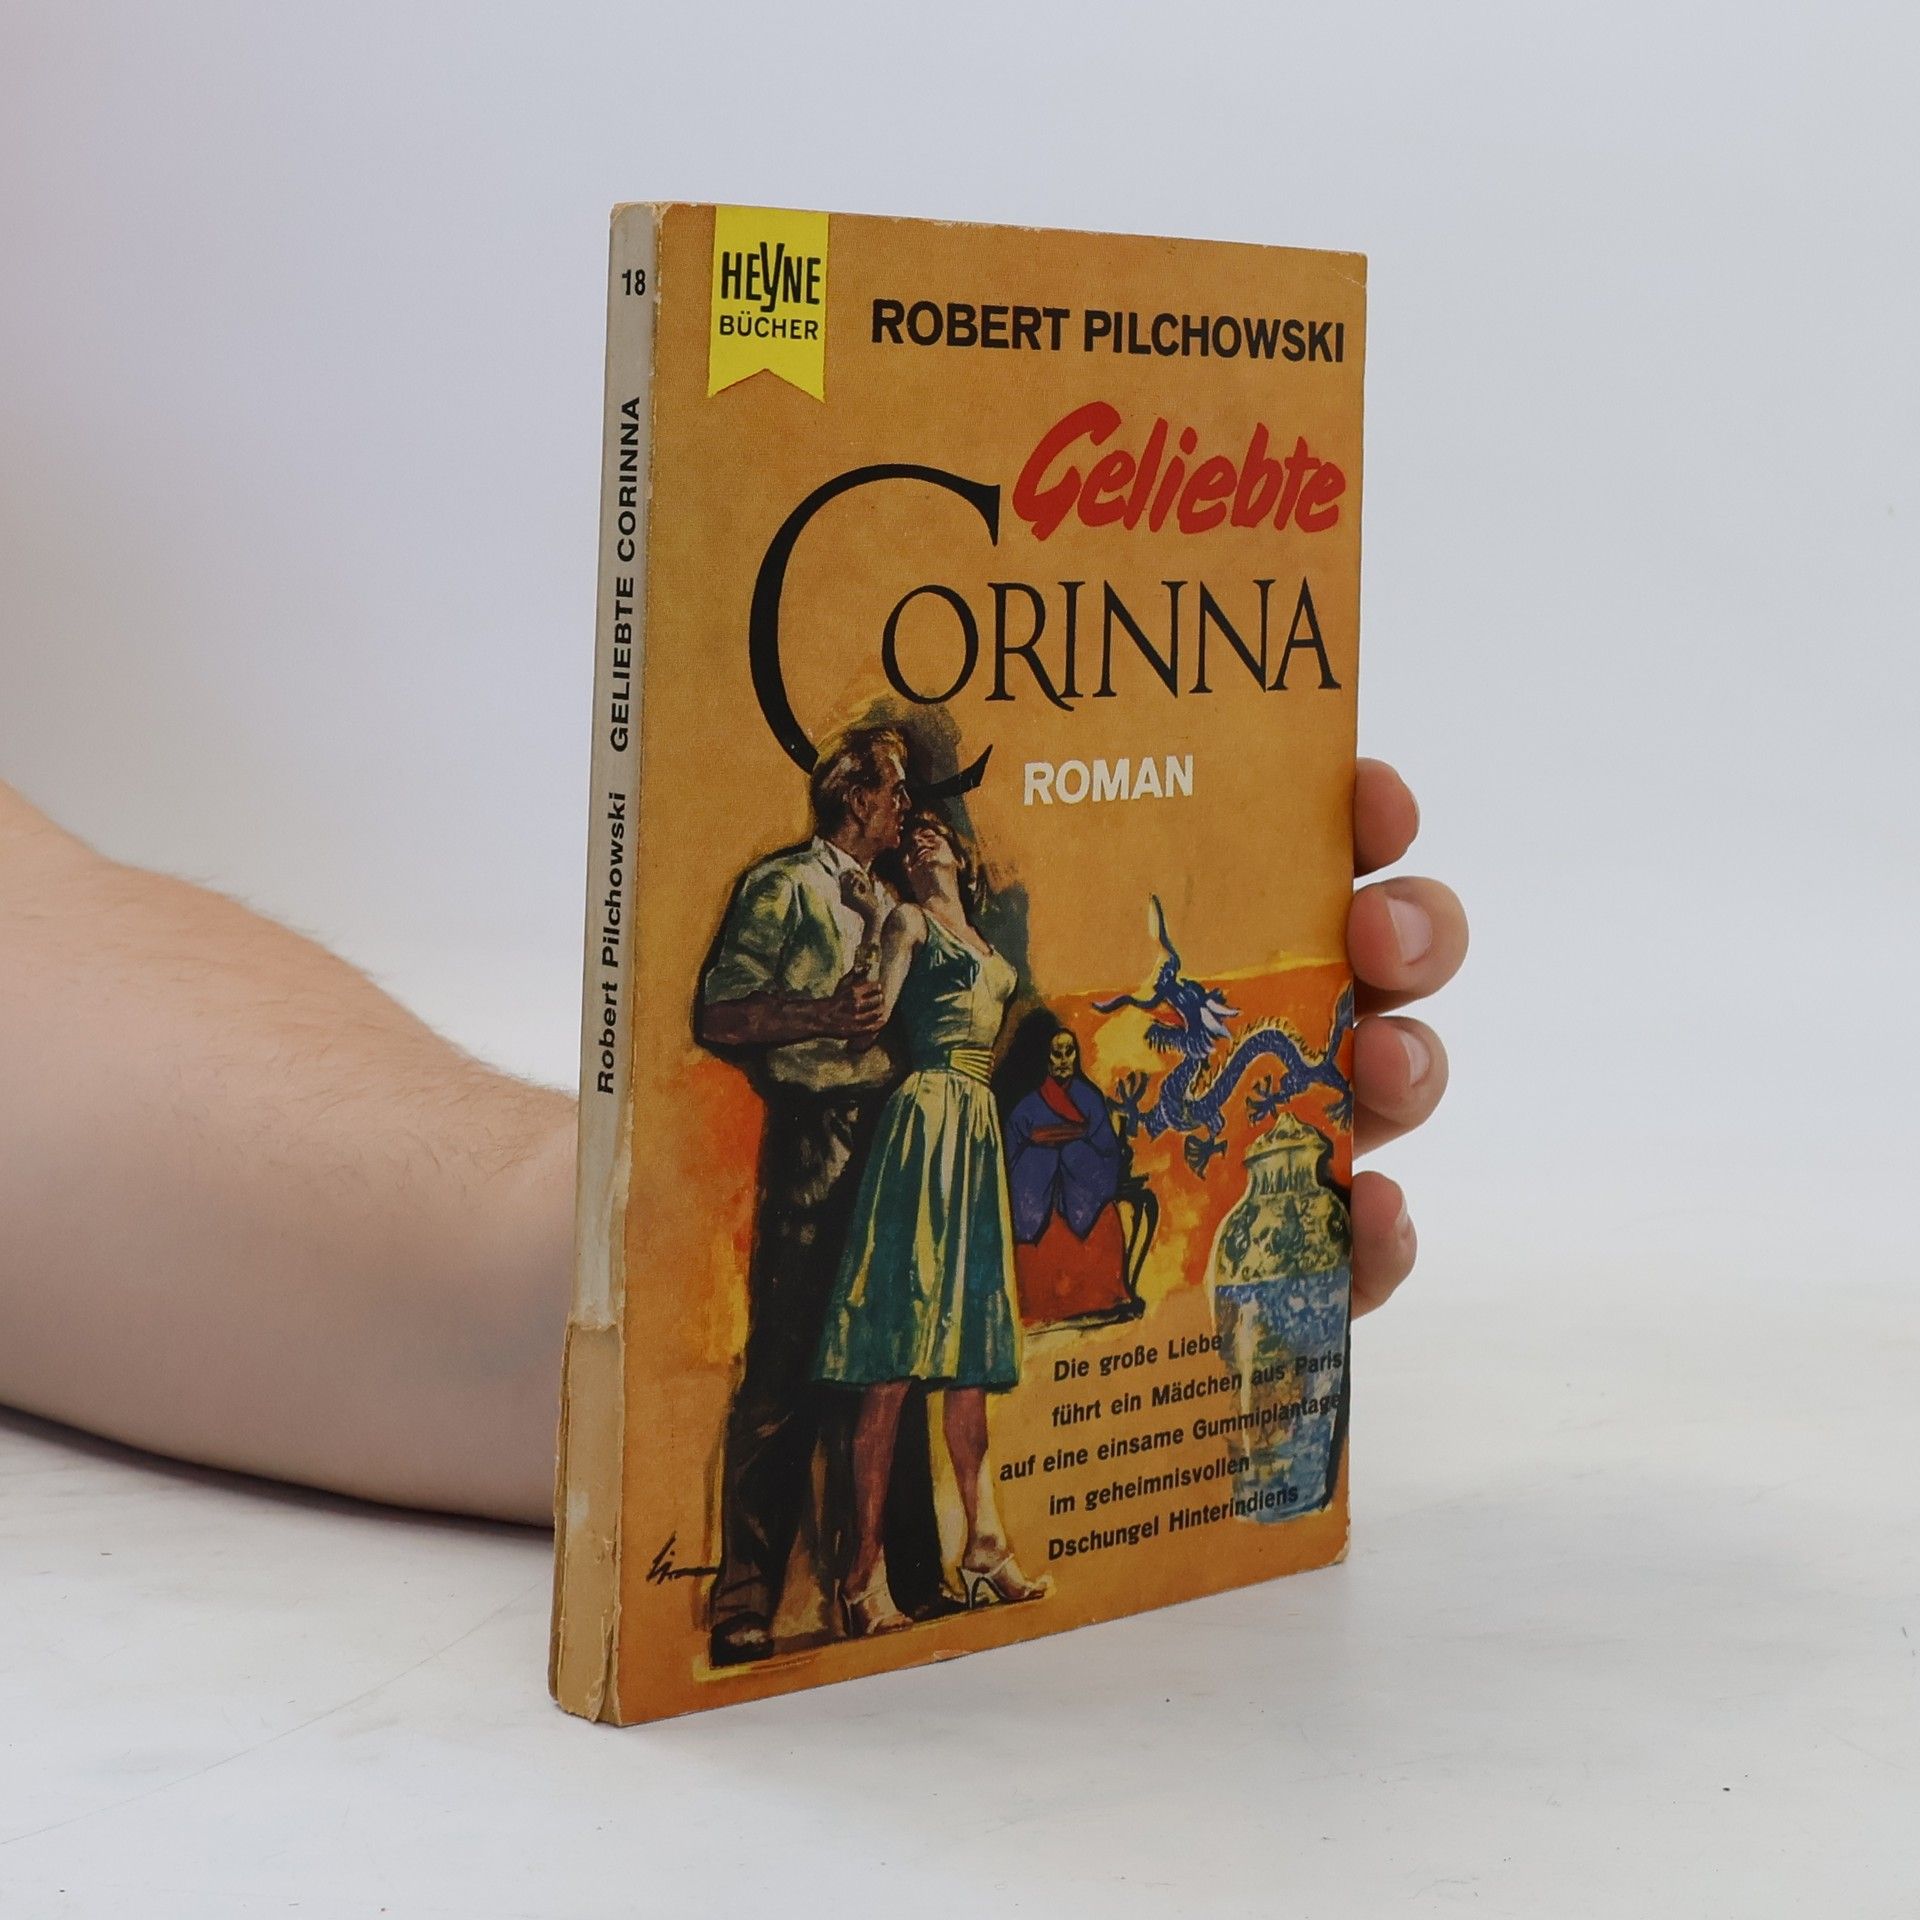 18
Robert Pilchowski GELIEBTE CORINNA
HEYNE
BÜCHER
ROBERT PILCHOWSKI
Geliebte
CORINNA
ROMAN
Die große Liebe
führt ein Mädchen aus Paris
auf eine einsame Gummiplantage
im geheimnisvollen
Dschungel Hinterindiens